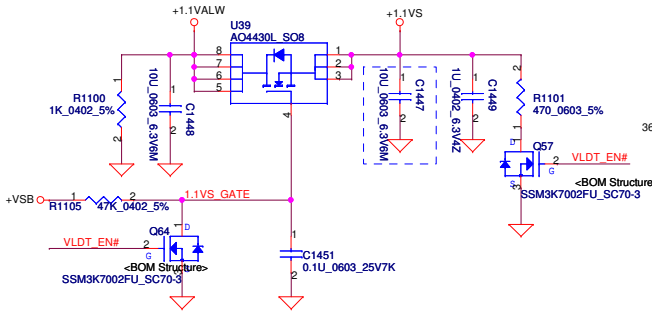 +1.1VALW
+1.1VS
U39
AO4430L_SO8
8
7
6
5
1
2
3
4
R1100
1K_0402_5%
1
2
C1448
10U_0603_6.3V6M
1
2
C1447
10U_0603_6.3V6M
1
2
C1449
1U_0402_6.3V4Z
1
2
R1101
470_0603_5%
1
2
36
Q57
VLDT_EN#
D
G
S
1
2
3
<BOM Structure
SSM3K7002FU_SC70-3
+VSB
1
2
R1105
47K_0402_5%
1.1VS_GATE
Q64
VLDT_EN#
D
G
1
2
<BOM Structure>
SSM3K7002FU_SC70-3
C1451
0.1U_0603_25V7K
1
2